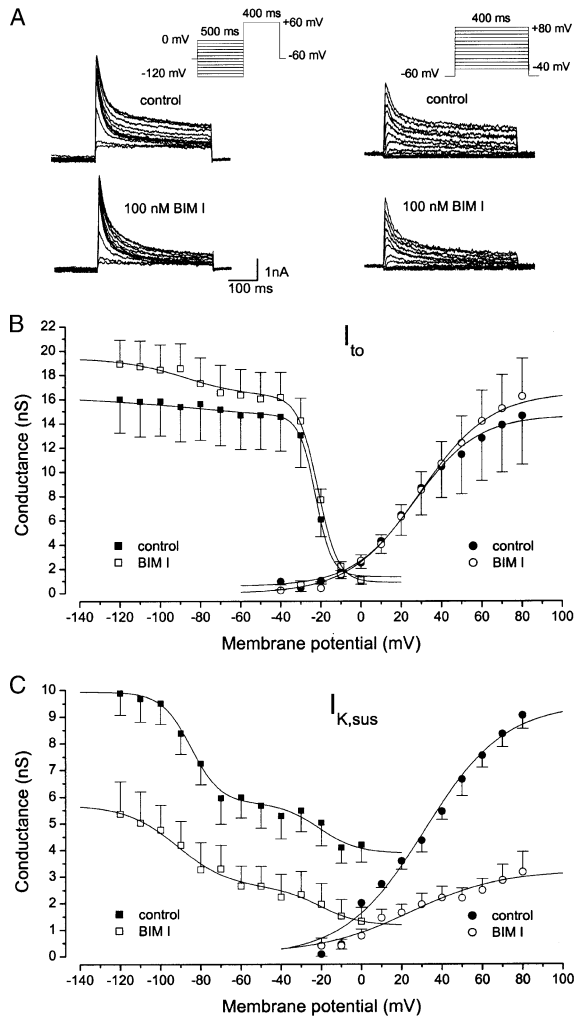 A
400 ms
500 ms
+60 mV
0 mV
-60 mV
-120 mV
control
100 nM BIM I
1nA
100 ms
400 ms
+80 mV
-40 mV
-60 mV
control
100 nM BIM I
B
Ito
Conductance (nS)
22
20
18
16
14
12
10
8
6
4
2
0
control
BIM I
control
BIM I
-140 -120 -100 -80 -60 -40 -20 0 20 40 60 80 100
Membrane potential (mV)
C
IK,sus
Conductance (nS)
10
9
8
7
6
5
4
3
2
1
0
control
BIM I
control
BIM I
-140 -120 -100 -80 -60 -40 -20 0 20 40 60 80 100
Membrane potential (mV)